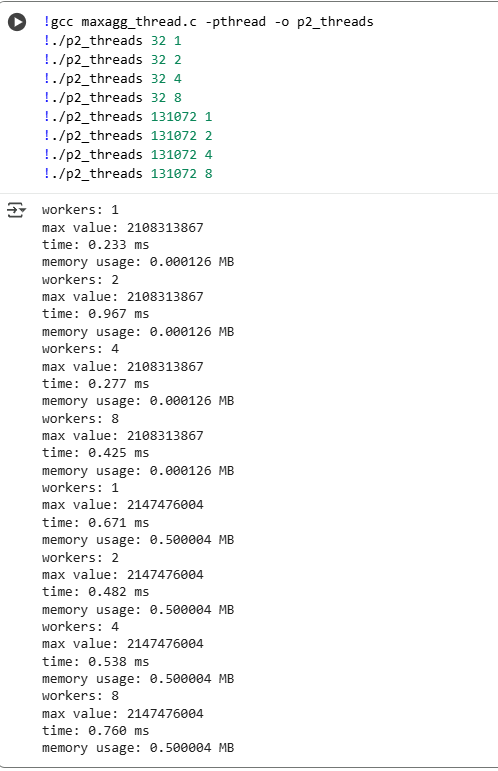 !gcc maxagg_thread.c -pthread -o p2_threads
!./p2_threads 32 1
!./p2_threads 32 2
!./p2_threads 32 4
!./p2_threads 32 8
!./p2_threads 131072 1
!./p2_threads 131072 2
!./p2_threads 131072 4
!./p2_threads 131072 8
workers: 1
max value: 2108313867
time: 0.233 ms
memory usage: 0.000126 MB
workers: 2
max value: 2108313867
time: 0.967 ms
memory usage: 0.000126 MB
workers: 4
max value: 2108313867
time: 0.277 ms
memory usage: 0.000126 MB
workers: 8
max value: 2108313867
time: 0.425 ms
memory usage: 0.000126 MB
workers: 1
max value: 2147476004
time: 0.671 ms
memory usage: 0.500004 MB
workers: 2
max value: 2147476004
time: 0.482 ms
memory usage: 0.500004 MB
workers: 4
max value: 2147476004
time: 0.538 ms
memory usage: 0.500004 MB
workers: 8
max value: 2147476004
time: 0.760 ms
memory usage: 0.500004 MB